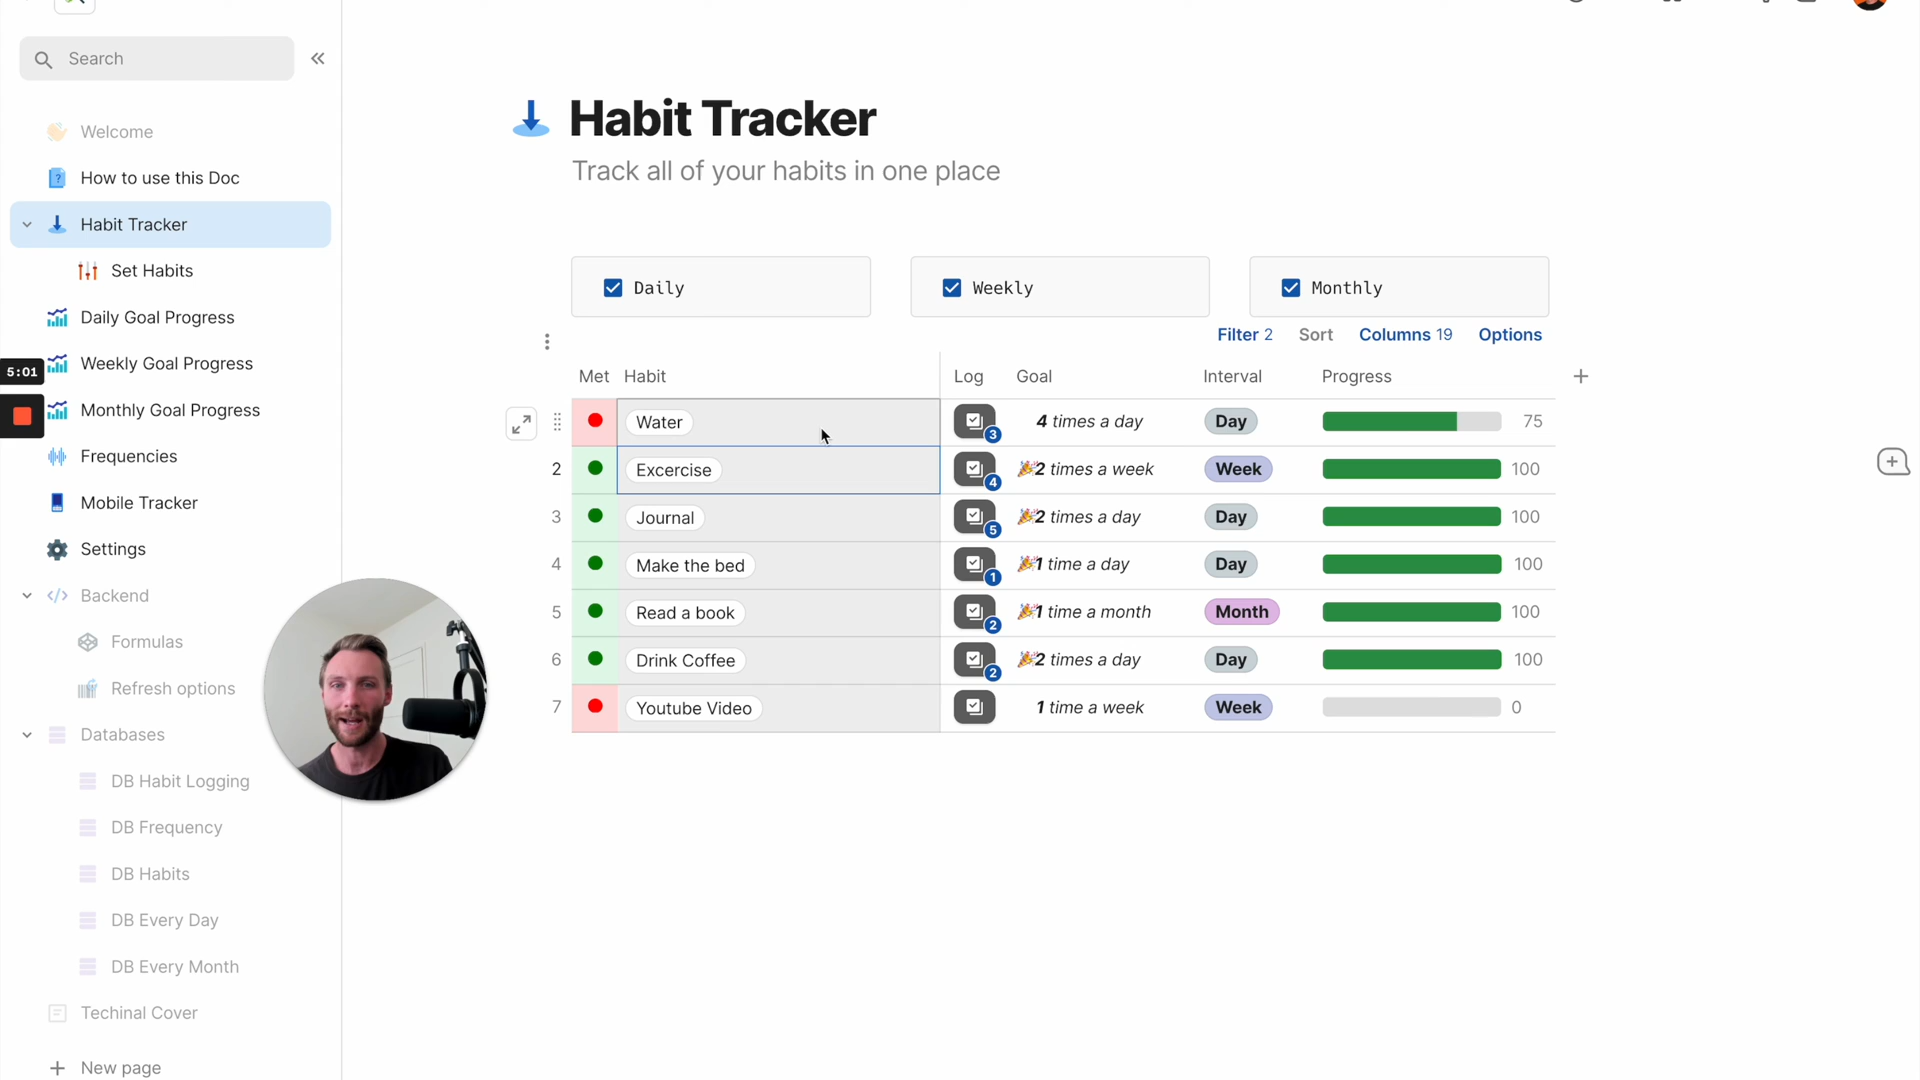 Search
Welcome
How to use this Doc
Habit Tracker
Set Habits
Daily Goal Progress
Weekly Goal Progress
5:01
Monthly Goal Progress
Frequencies
Mobile Tracker
Settings
Backend
Formulas
Refresh options
Databases
DB Habit Logging
DB Frequency
DB Habits
DB Every Day
DB Every Month
Techinal Cover
New page
Habit Tracker
Track all of your habits in one place
Daily Weekly Monthly
Filter 2 Sort Columns 19 Options
Met Habit Log Goal Interval Progress
Water 3 4 times a day Day 75
2 Excercise 4 2 times a week Week 100
3 Journal 5 2 times a day Day 100
4 Make the bed 1 1 time a day Day 100
5 Read a book 2 1 time a month Month 100
6 Drink Coffee 2 2 times a day Day 100
7 Youtube Video 1 time a week Week 0